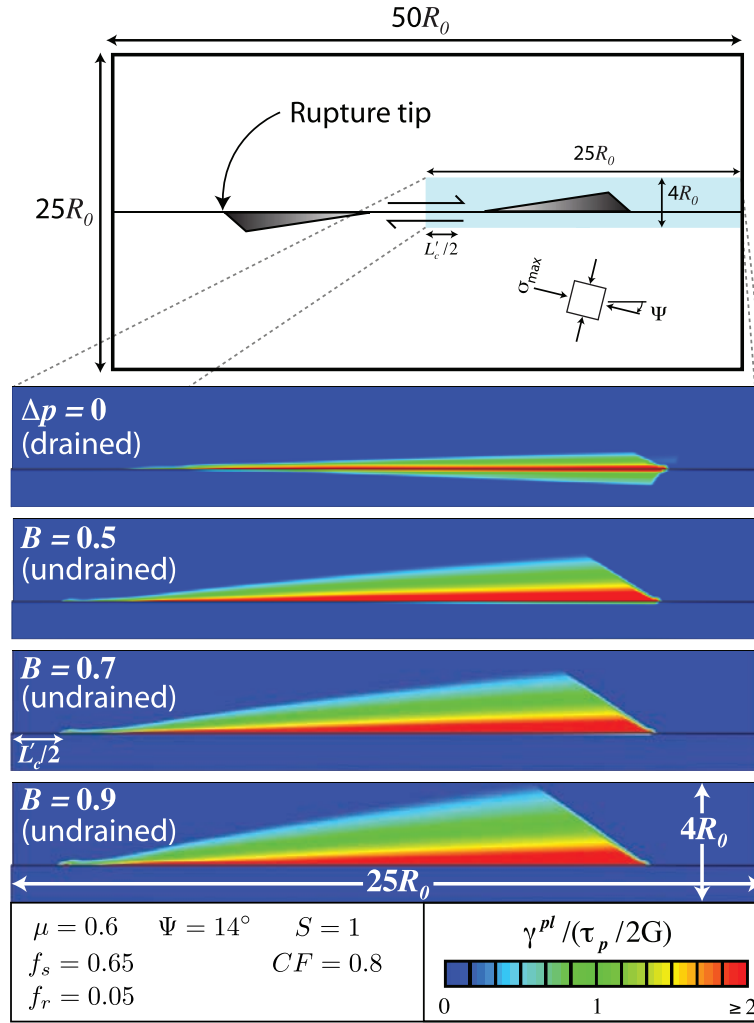 50R₀
Rupture tip
25R₀
25R₀
4R₀
L'c/2
σmax
Ψ
Δp = 0
(drained)
B = 0.5
(undrained)
B = 0.7
(undrained)
L'c/2
B = 0.9
(undrained)
4R₀
25R₀
μ = 0.6 Ψ = 14° S = 1
fs = 0.65 CF = 0.8
fr = 0.05
γ^pl/(τp/2G)
0 1 ≥2